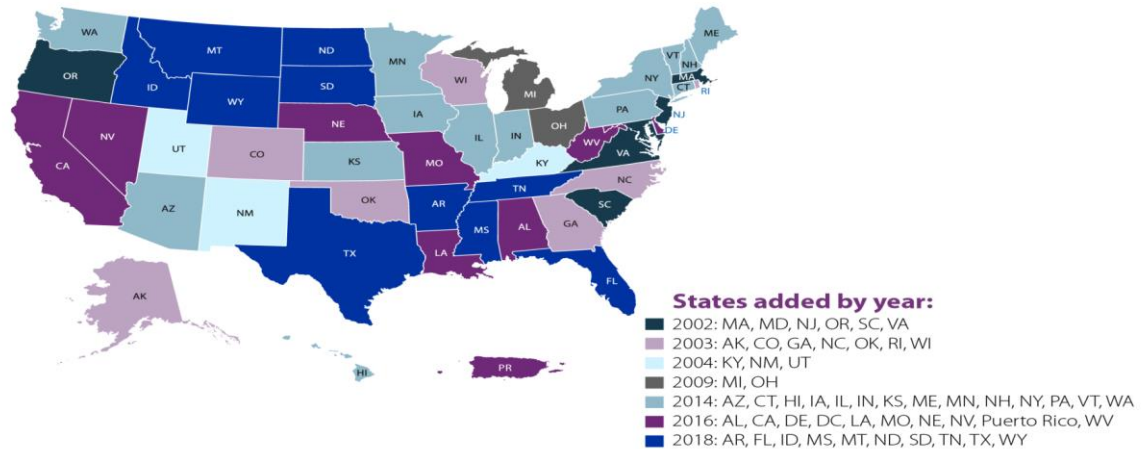 WA
MT
ND
MN
ME
VT
NH
OR
ID
WY
SD
WI
MI
NY
MA
CT
RI
NV
UT
CO
NE
IA
IL
IN
OH
PA
NJ
DE
CA
KS
MO
KY
WV
VA
AZ
NM
OK
AR
TN
NC
SC
TX
LA
MS
AL
GA
FL
AK
HI
PR
States added by year:
2002: MA, MD, NJ, OR, SC, VA
2003: AK, CO, GA, NC, OK, RI, WI
2004: KY, NM, UT
2009: MI, OH
2014: AZ, CT, HI, IA, IL, IN, KS, ME, MN, NH, NY, PA, VT, WA
2016: AL, CA, DE, DC, LA, MO, NE, NV, Puerto Rico, WV
2018: AR, FL, ID, MS, MT, ND, SD, TN, TX, WY